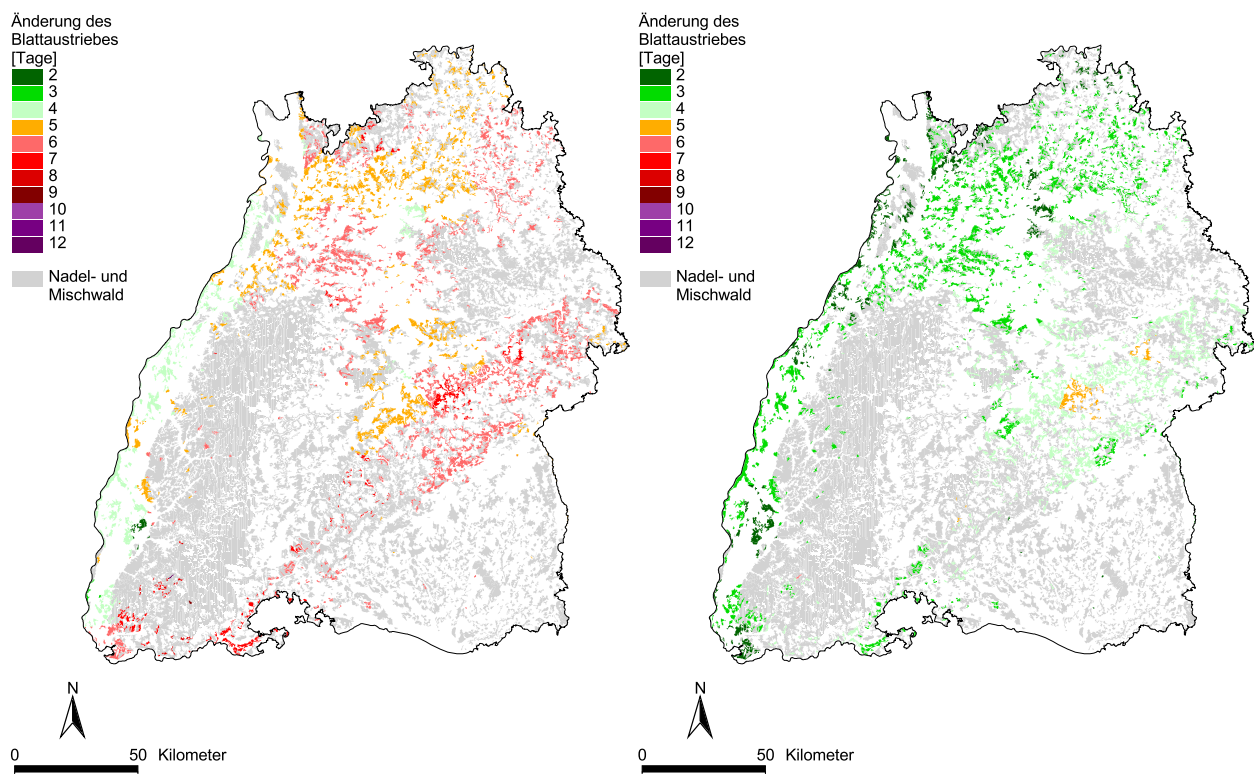 Änderung des
Blattaustriebes
[Tage]
2
3
4
5
6
7
8
9
10
11
12
Nadel- und
Mischwald
N
0 50 Kilometer
Änderung des
Blattaustriebes
[Tage]
2
3
4
5
6
7
8
9
10
11
12
Nadel- und
Mischwald
N
0 50 Kilometer